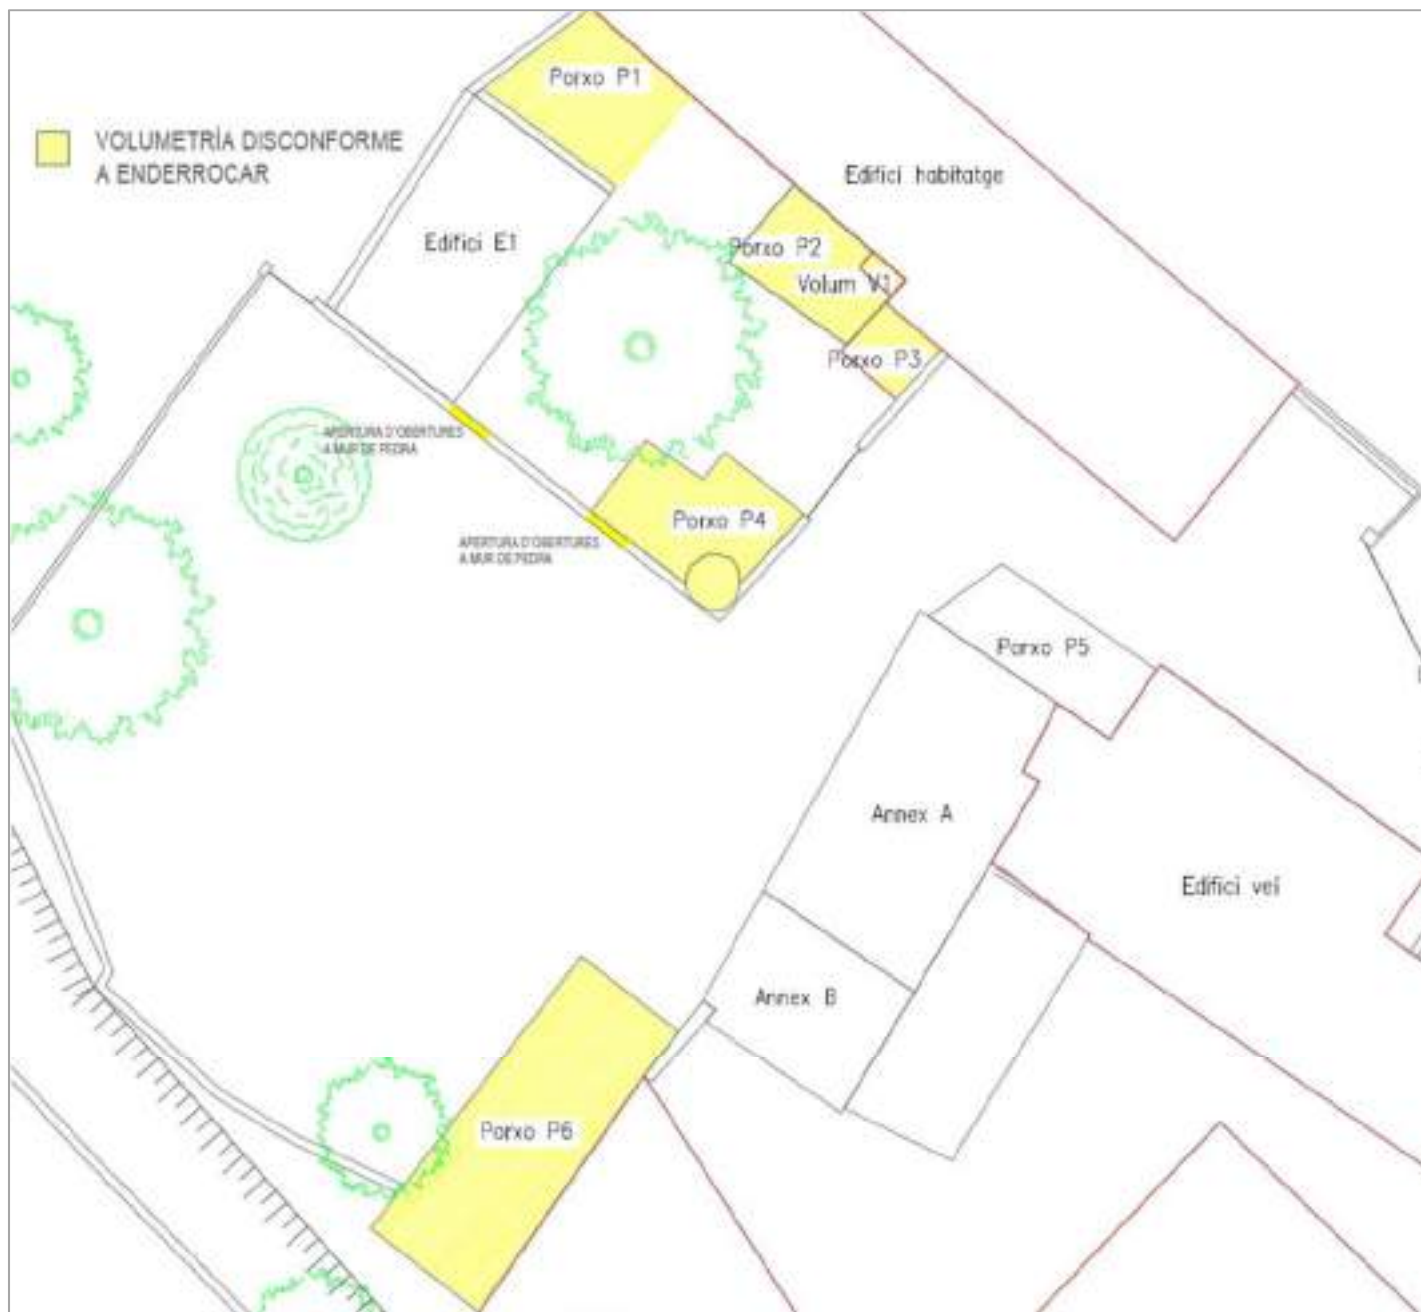 Porxo P1
VOLUMETRÍA DISCONFORME
A ENDERROCAR
Edifici habitatge
Edifici E1
Porxo P2
Volum V1
Porxo P3
APERTURA D'OBERTURES
A MUR DE PEDRA
Porxo P4
APERTURA D'OBERTURES
A MUR DE PEDRA
Porxo P5
Annex A
Edifici veí
Annex B
Porxo P6